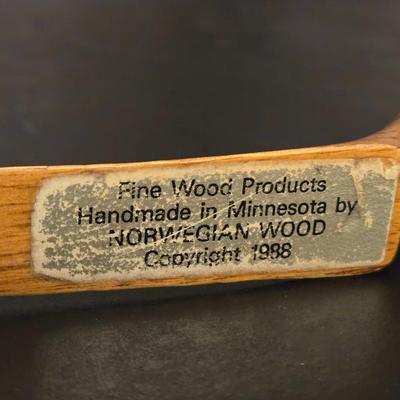 Fine Wood Products
Handmade in Minnesota by
NORWEGIAN WOOD
Copyright 1988